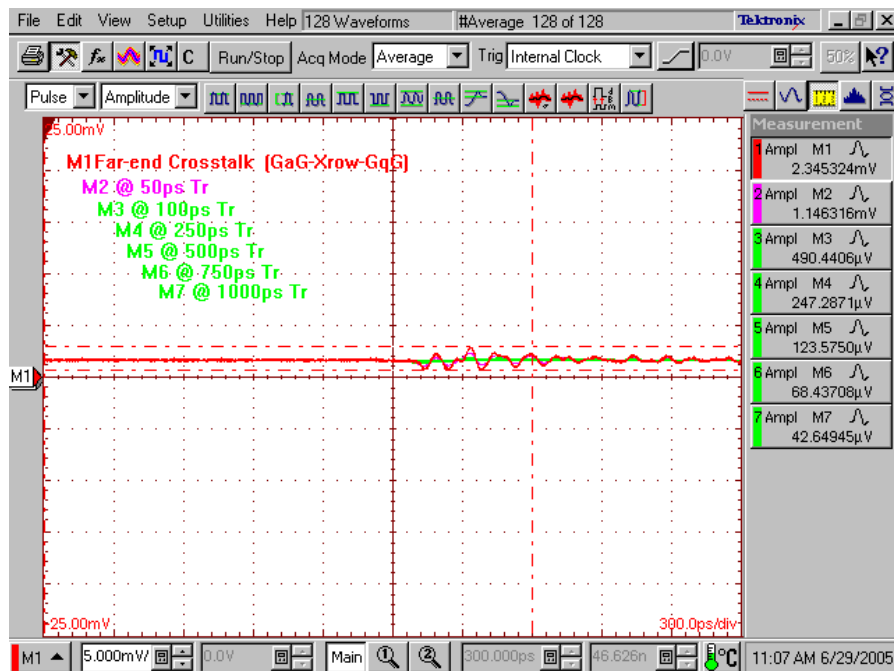 File Edit View Setup Utilities Help 128 Waveforms #Average 128 of 128 Tektronix
C Run/Stop Acq Mode Average Trig Internal Clock 0.0V 50%
Pulse Amplitude
25.00mV
M1Far-end Crosstalk (GaG-Xrow-GqG)
M2 @ 50ps Tr
M3 @ 100ps Tr
M4 @ 250ps Tr
M5 @ 500ps Tr
M6 @ 750ps Tr
M7 @ 1000ps Tr
M1
-25.00mV
300.0ps/div
Measurement
1 Ampl M1
2.345324mV
2 Ampl M2
1.146316mV
3 Ampl M3
490.4406µV
4 Ampl M4
247.2871µV
5 Ampl M5
123.5750µV
6 Ampl M6
68.43708µV
7 Ampl M7
42.64945µV
M1 5.000mV/ 0.0V Main 1 2 300.000ps 46.626n °C 11:07 AM 6/29/2005